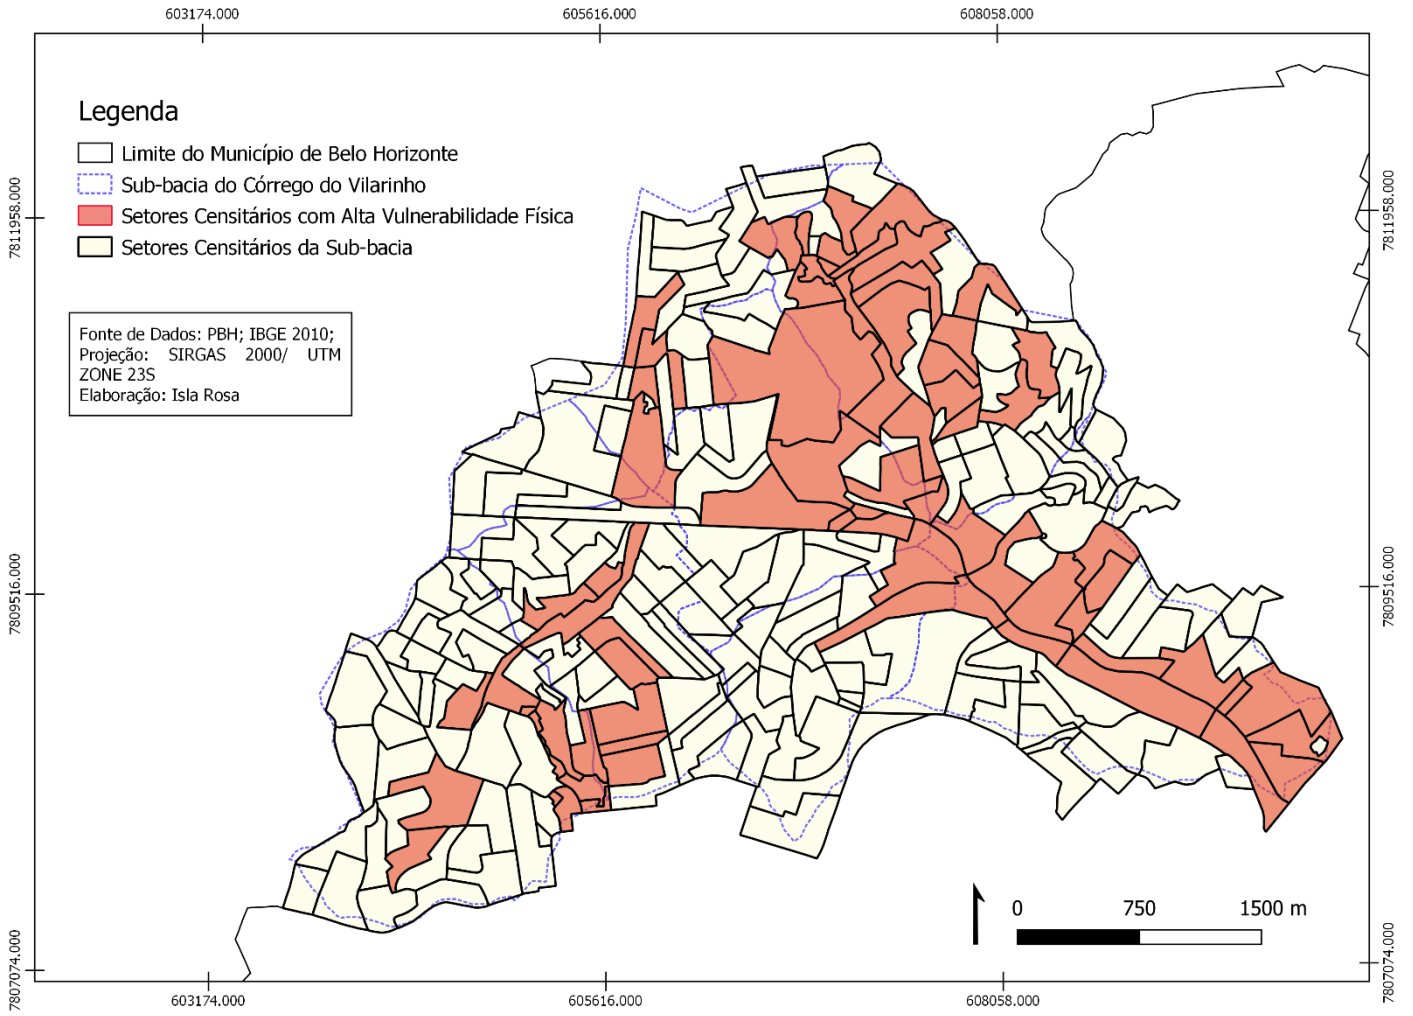 603174.000
605616.000
608058.000
Legenda
Limite do Município de Belo Horizonte
Sub-bacia do Córrego do Vilarinho
Setores Censitários com Alta Vulnerabilidade Física
Setores Censitários da Sub-bacia
7811958.000
7811958.000
Fonte de Dados: PBH; IBGE 2010;
Projeção: SIRGAS 2000/ UTM
ZONE 23S
Elaboração: Isla Rosa
7809516.000
7809516.000
0
750
1500 m
7807074.000
7807074.000
603174.000
605616.000
608058.000